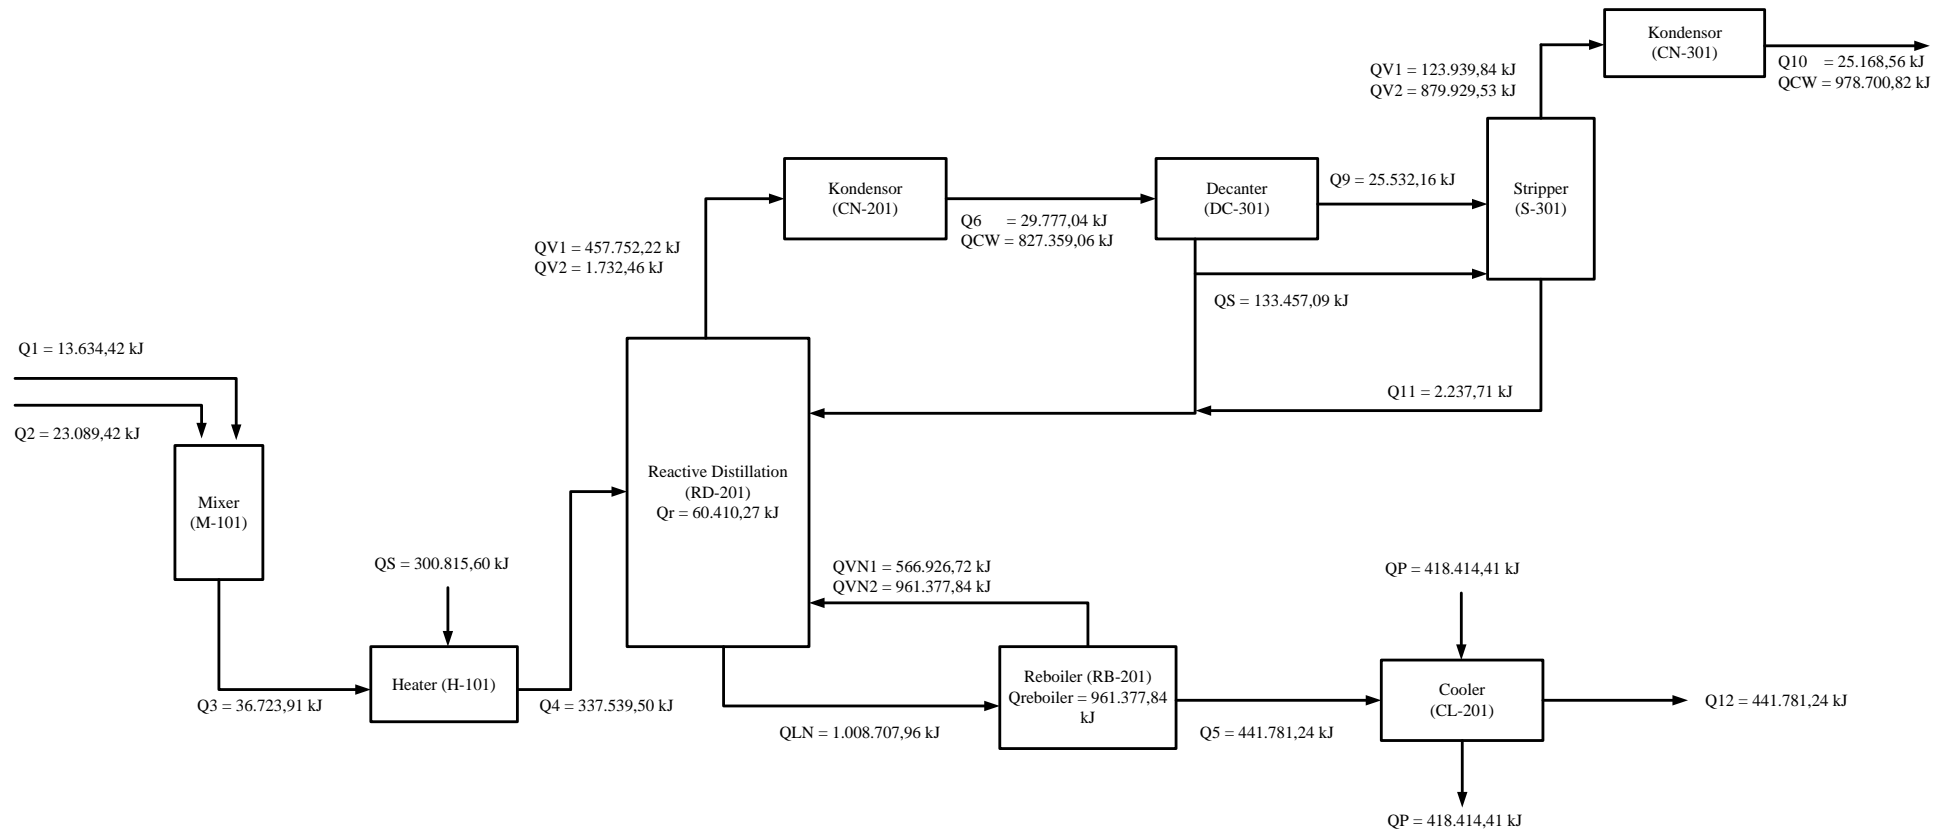 Kondensor
(CN-301)
Q10 = 25.168,56 kJ
QCW = 978.700,82 kJ
QV1 = 123.939,84 kJ
QV2 = 879.929,53 kJ
Kondensor
(CN-201)
Q6 = 29.777,04 kJ
QCW = 827.359,06 kJ
Decanter
(DC-301)
Q9 = 25.532,16 kJ
Stripper
(S-301)
QV1 = 457.752,22 kJ
QV2 = 1.732,46 kJ
QS = 133.457,09 kJ
Q1 = 13.634,42 kJ
Q2 = 23.089,42 kJ
Q11 = 2.237,71 kJ
Mixer
(M-101)
Reactive Distillation
(RD-201)
Qr = 60.410,27 kJ
QS = 300.815,60 kJ
QVN1 = 566.926,72 kJ
QVN2 = 961.377,84 kJ
QP = 418.414,41 kJ
Heater (H-101)
Q3 = 36.723,91 kJ
Q4 = 337.539,50 kJ
Reboiler (RB-201)
Qreboiler = 961.377,84
kJ
QLN = 1.008.707,96 kJ
Q5 = 441.781,24 kJ
Cooler
(CL-201)
Q12 = 441.781,24 kJ
QP = 418.414,41 kJ